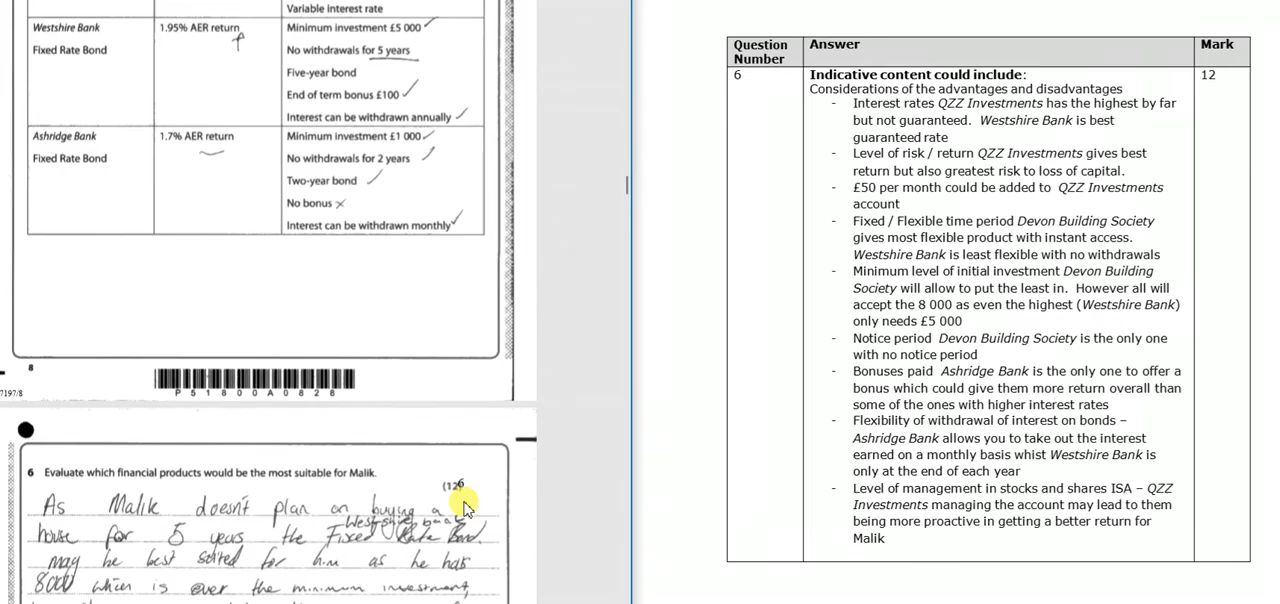 Variable interest rate
Westshire Bank
Fixed Rate Bond
1.95% AER return
Minimum investment £5 000
No withdrawals for 5 years
Five-year bond
End of term bonus £100
Interest can be withdrawn annually
Ashridge Bank
Fixed Rate Bond
1.7% AER return
Minimum investment £1 000
No withdrawals for 2 years
Two-year bond
No bonus
Interest can be withdrawn monthly
8
P 5 1 8 0 0 A 0 8 2 8
7197/8
6 Evaluate which financial products would be the most suitable for Malik.
(12)
6
As Malik doesn't plan on buying a
house for 5 years the Westshire bank Fixed Rate Bond.
may be best suited for him as he has
8000 which is over the minimum investment,
Question Number
Answer
Mark
6
12
Indicative content could include:
Considerations of the advantages and disadvantages
- Interest rates QZZ Investments has the highest by far
but not guaranteed. Westshire Bank is best
guaranteed rate
- Level of risk / return QZZ Investments gives best
return but also greatest risk to loss of capital.
- £50 per month could be added to QZZ Investments
account
- Fixed / Flexible time period Devon Building Society
gives most flexible product with instant access.
Westshire Bank is least flexible with no withdrawals
- Minimum level of initial investment Devon Building
Society will allow to put the least in. However all will
accept the 8 000 as even the highest (Westshire Bank)
only needs £5 000
- Notice period Devon Building Society is the only one
with no notice period
- Bonuses paid Ashridge Bank is the only one to offer a
bonus which could give them more return overall than
some of the ones with higher interest rates
- Flexibility of withdrawal of interest on bonds –
Ashridge Bank allows you to take out the interest
earned on a monthly basis whist Westshire Bank is
only at the end of each year
- Level of management in stocks and shares ISA – QZZ
Investments managing the account may lead to them
being more proactive in getting a better return for
Malik